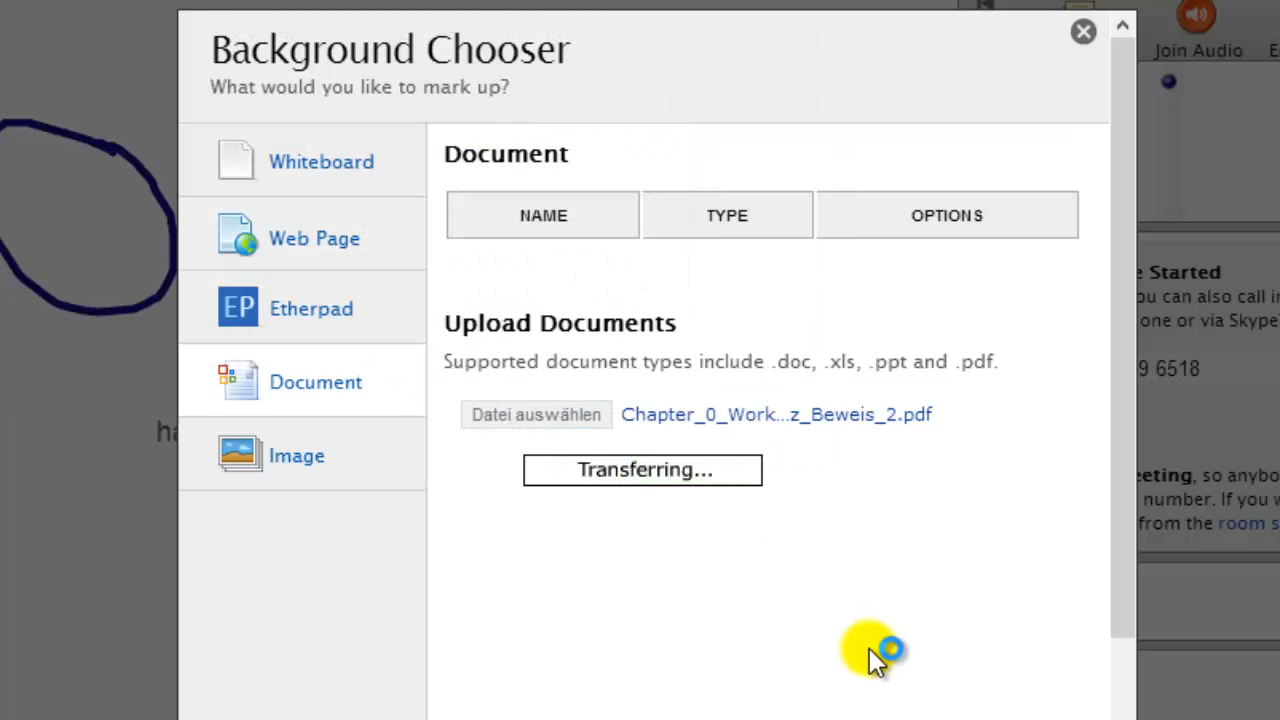 Background Chooser
What would you like to mark up?
Join Audio
Whiteboard
Web Page
EP Etherpad
Document
Image
Document
NAME TYPE OPTIONS
Upload Documents
Supported document types include .doc, .xls, .ppt and .pdf.
Datei auswählen Chapter_0_Work...z_Beweis_2.pdf
Transferring...
e Started
ou can also call in
one or via Skype
9 6518
eeting, so anybo
number. If you w
from the room s
ha